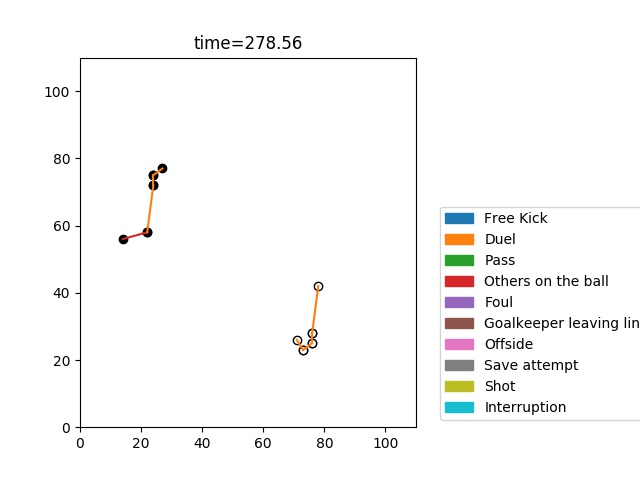 time=278.56
100
80
60
40
20
0
0 20 40 60 80 100
Free Kick
Duel
Pass
Others on the ball
Foul
Goalkeeper leaving lin
Offside
Save attempt
Shot
Interruption